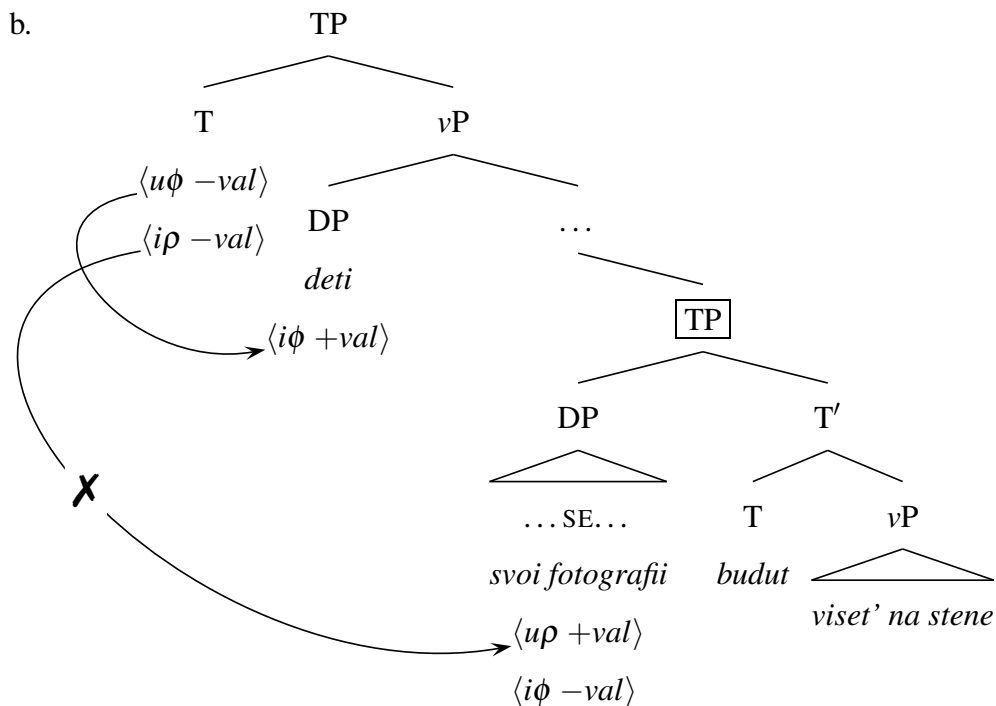 b. TP
T vP
⟨uϕ −val⟩
DP …
⟨iρ −val⟩
deti
TP
⟨iϕ +val⟩
DP T′
✗
…SE… T vP
svoi fotografii budut
viset' na stene
⟨uρ +val⟩
⟨iϕ −val⟩